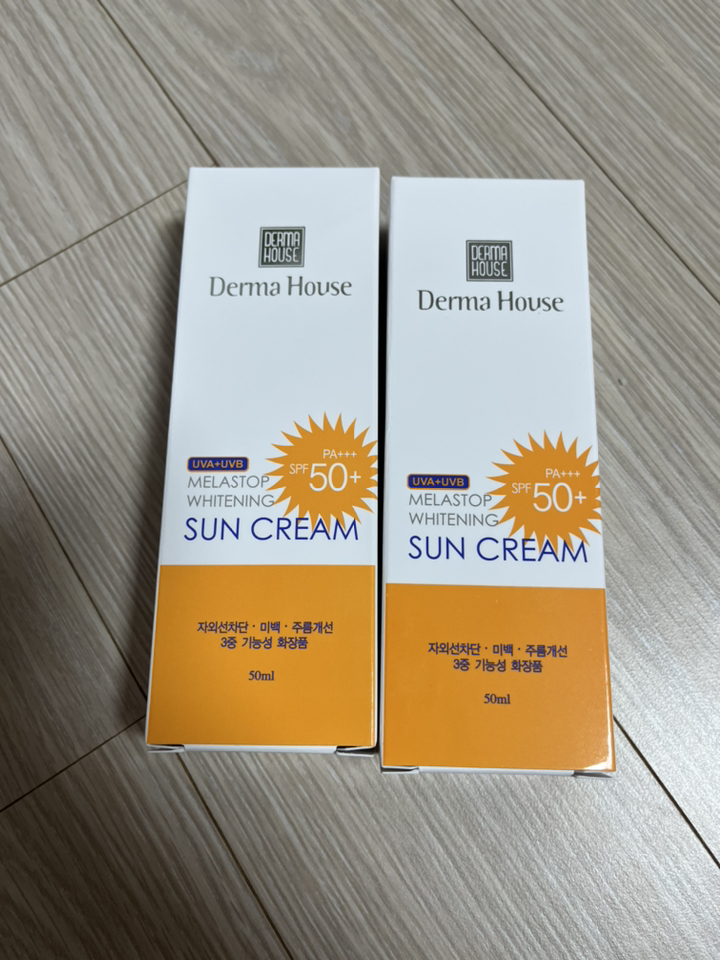 DERMA
HOUSE
Derma House
UVA+UVB
MELASTOP
WHITENING
SUN CREAM
PA+++
SPF 50+
자외선차단 · 미백 · 주름개선
3중 기능성 화장품
50ml
DERMA
HOUSE
Derma House
UVA+UVB
MELASTOP
WHITENING
SUN CREAM
PA+++
SPF 50+
자외선차단 · 미백 · 주름개선
3중 기능성 화장품
50ml